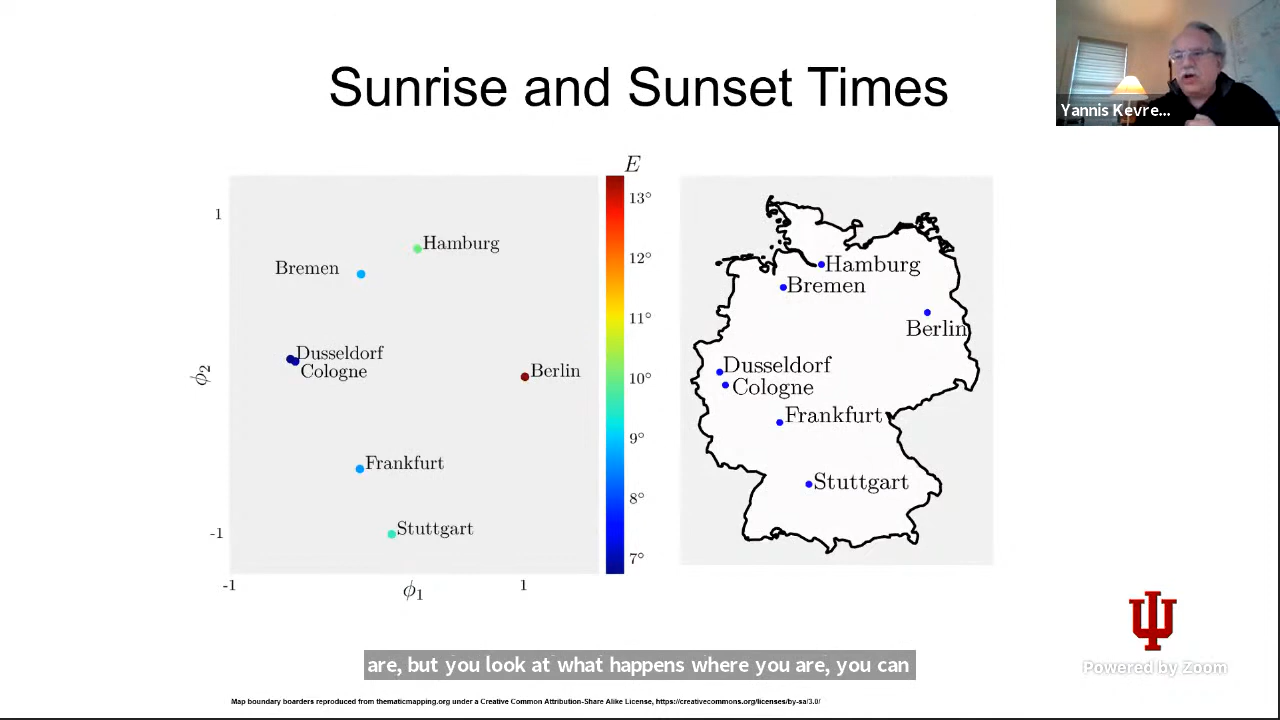 Sunrise and Sunset Times
Yannis Kevre...
E
13°
12°
11°
10°
9°
8°
7°
1
-1
ϕ2
-1
1
ϕ1
Hamburg
Bremen
Dusseldorf
Cologne
Berlin
Frankfurt
Stuttgart
Hamburg
Bremen
Berlin
Dusseldorf
Cologne
Frankfurt
Stuttgart
are, but you look at what happens where you are, you can
Powered by Zoom
Map boundary boarders reproduced from thematicmapping.org under a Creative Common Attribution-Share Alike License, https://creativecommons.org/licenses/by-sa/3.0/